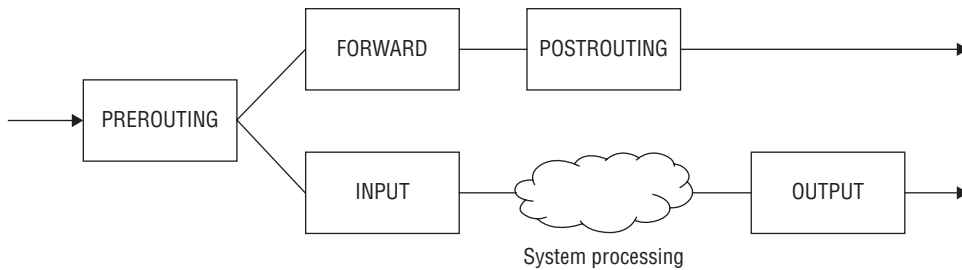 FORWARD
POSTROUTING
PREROUTING
INPUT
OUTPUT
System processing